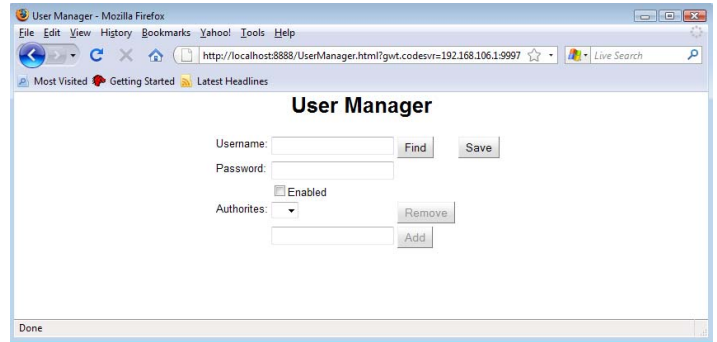 User Manager - Mozilla Firefox
File Edit View History Bookmarks Yahoo! Tools Help
http://localhost:8888/UserManager.html?gwt.codesvr=192.168.106.1:9997 Live Search
Most Visited Getting Started Latest Headlines
User Manager
Username: Find Save
Password:
Enabled
Authorites: Remove
Add
Done